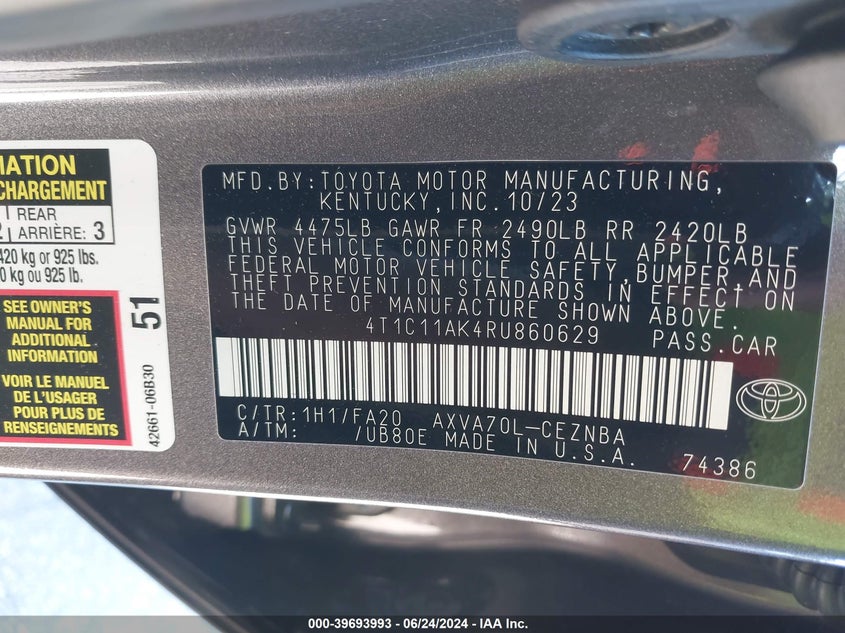 MATION
CHARGEMENT
REAR
2 ARRIÈRE: 3
420 kg or 925 lbs.
0 kg ou 925 lb.
SEE OWNER'S
MANUAL FOR
ADDITIONAL
INFORMATION
VOIR LE MANUEL
DE L'USAGER
POUR PLUS DE
RENSEIGNEMENTS
51
42661-06B30
MFD.BY:TOYOTA MOTOR MANUFACTURING,
KENTUCKY, INC. 10/23
GVWR 4475LB GAWR FR 2490LB RR 2420LB
THIS VEHICLE CONFORMS TO ALL APPLICABLE
FEDERAL MOTOR VEHICLE SAFETY,BUMPER,AND
THEFT PREVENTION STANDARDS IN EFFECT ON
THE DATE OF MANUFACTURE SHOWN ABOVE.
4T1C11AK4RU860629 PASS.CAR
C/TR:1H1/FA20 AXVA70L-CEZNBA
A/TM: /UB80E MADE IN U.S.A.
74386
000-39693993 / 06/24/2024 - IAA Inc.